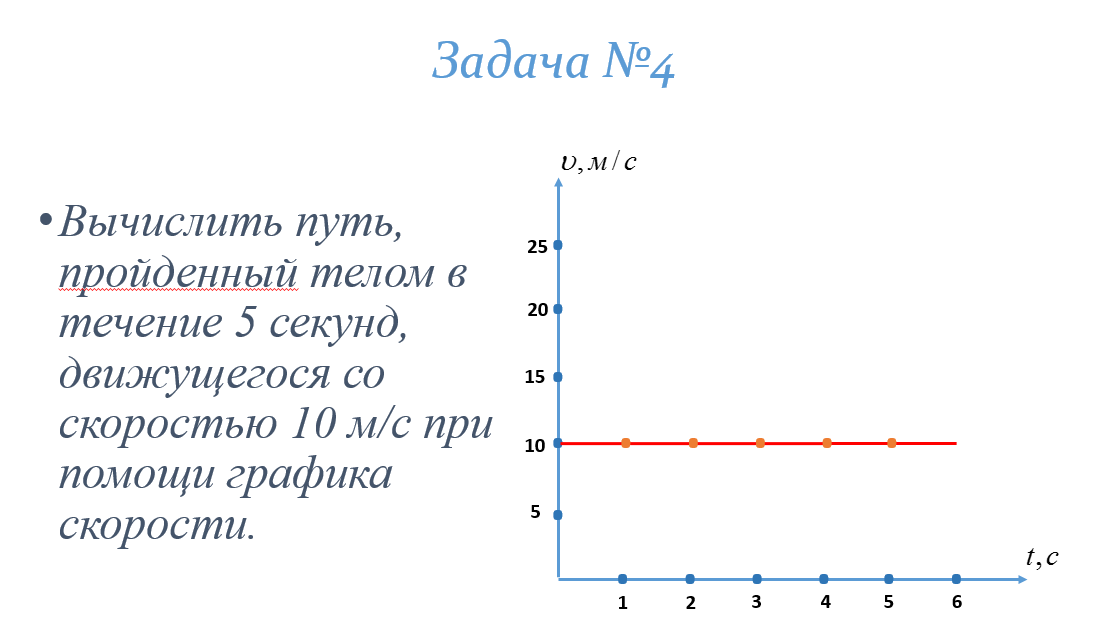 Задача №4
• Вычислить путь,
пройденный телом в
течение 5 секунд,
движущегося со
скоростью 10 м/с при
помощи графика
скорости.
υ, м / с
25
20
15
10
5
t, c
1 2 3 4 5 6